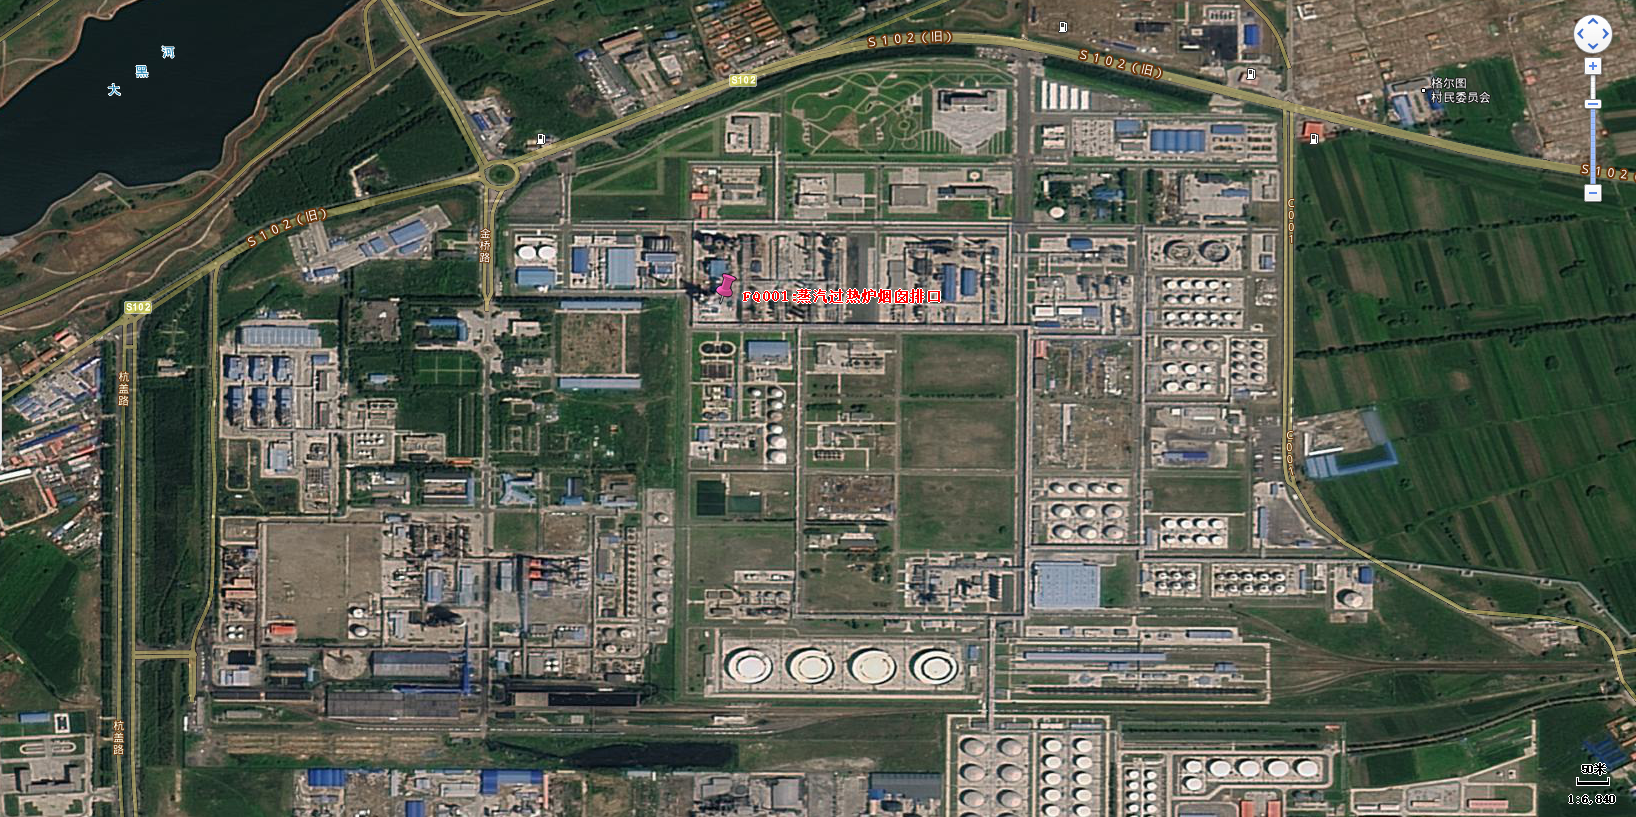 S102(旧)
S102(旧)
河
黑
大
S102
格尔图
村民委员会
S102
C001
S102(旧)
金桥路
FQ001:蒸汽过热炉烟囱排口
S102
杭盖路
C001
杭盖路
50米
1:6,840